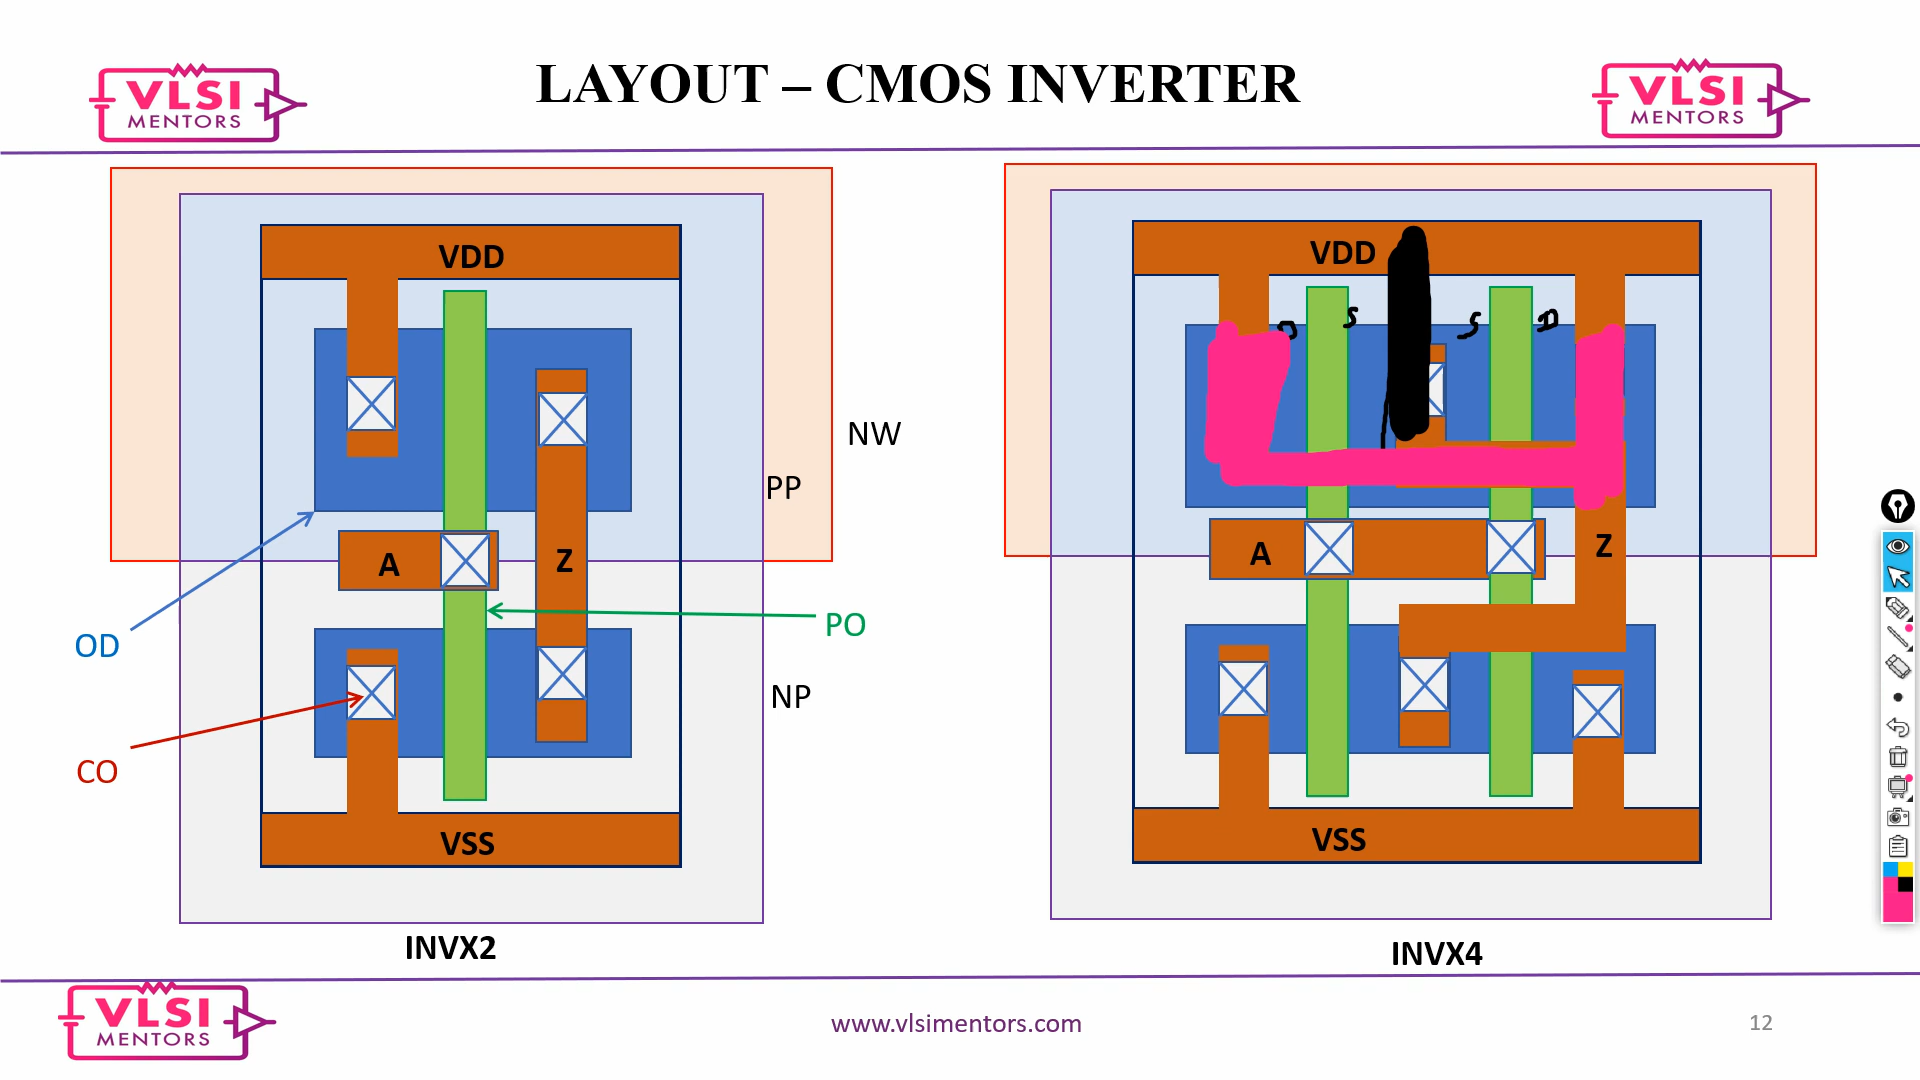 VLSI
MENTORS
LAYOUT – CMOS INVERTER
VLSI
MENTORS
VDD
NW
PP
A
Z
OD
PO
NP
CO
VSS
INVX2
VDD
D S S D
A
Z
VSS
INVX4
VLSI
MENTORS
www.vlsimentors.com
12